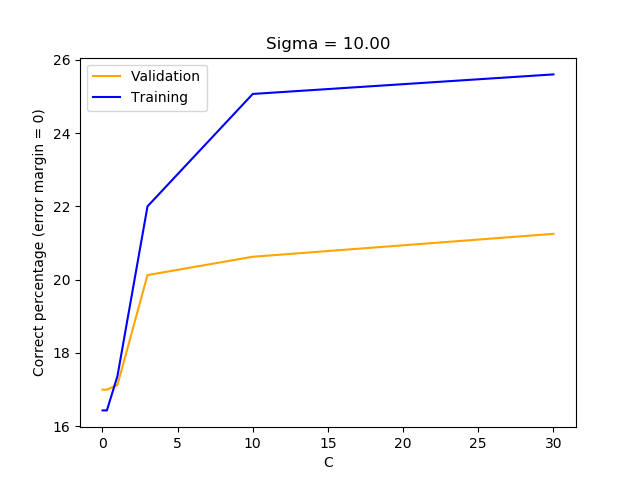 Sigma = 10.00
Validation
Training
Correct percentage (error margin = 0)
26
24
22
20
18
16
0 5 10 15 20 25 30
C